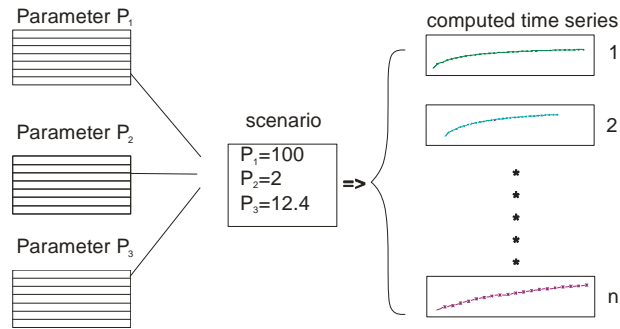 Parameter P₁
Parameter P₂
Parameter P₃
scenario
P₁=100
P₂=2
P₃=12.4
=>
computed time series
1
2
*
*
*
*
*
n